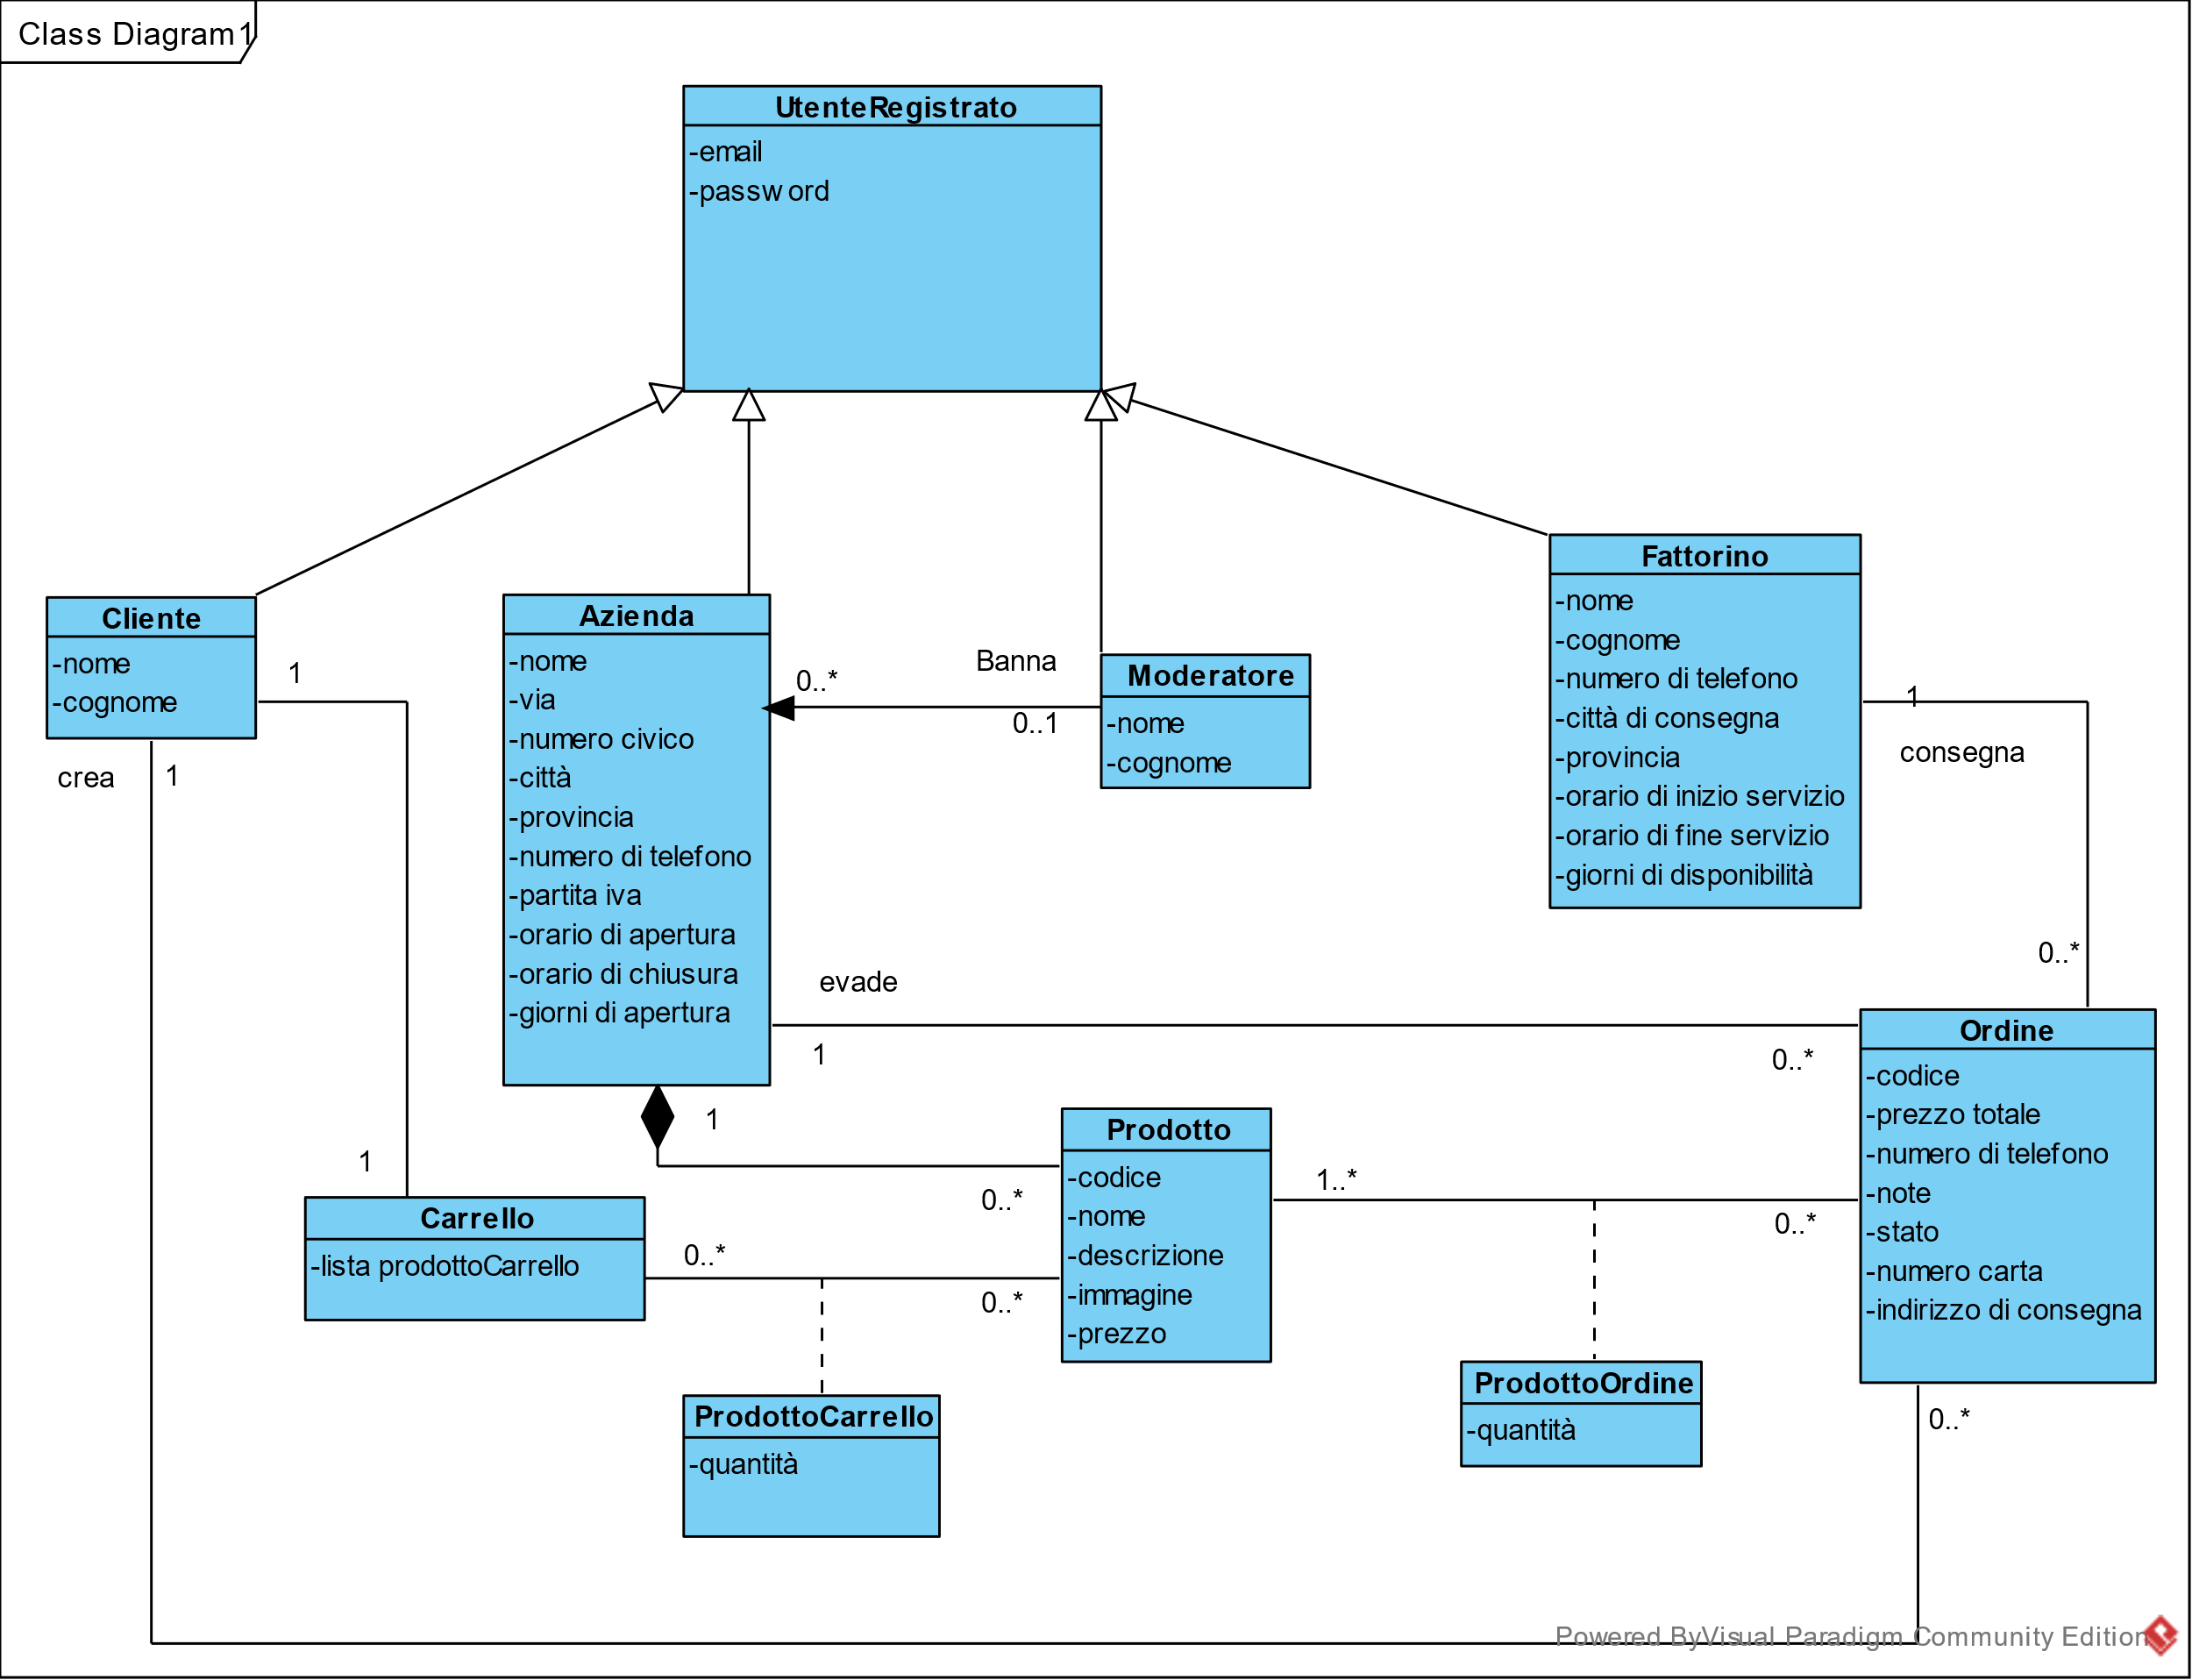 Class Diagram1
UtenteRegistrato
-email
-password
Cliente
-nome
-cognome
1
crea
1
1
Azienda
-nome
-via
-numero civico
-città
-provincia
-numero di telefono
-partita iva
-orario di apertura
-orario di chiusura
-giorni di apertura
0..*
Banna
0..1
Moderatore
-nome
-cognome
Fattorino
-nome
-cognome
-numero di telefono
-città di consegna
-provincia
-orario di inizio servizio
-orario di fine servizio
-giorni di disponibilità
1
consegna
0..*
evade
1
0..*
Ordine
-codice
-prezzo totale
-numero di telefono
-note
-stato
-numero carta
-indirizzo di consegna
0..*
1
0..*
Prodotto
-codice
-nome
-descrizione
-immagine
-prezzo
1..*
0..*
Carrello
-lista prodottoCarrello
0..*
0..*
ProdottoCarrello
-quantità
ProdottoOrdine
-quantità
Powered ByVisual Paradigm Community Edition